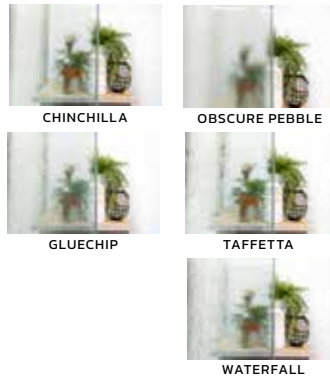 CHINCHILLA
OBSCURE PEBBLE
GLUECHIP
TAFFETTA
WATERFALL